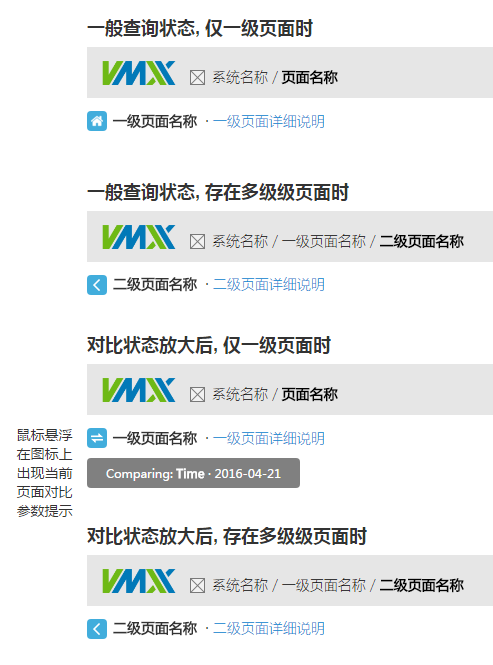 一般查询状态, 仅一级页面时
VMX 系统名称 / 页面名称
一级页面名称 · 一级页面详细说明
一般查询状态, 存在多级级页面时
VMX 系统名称 / 一级页面名称 / 二级页面名称
二级页面名称 · 二级页面详细说明
对比状态放大后, 仅一级页面时
VMX 系统名称 / 页面名称
鼠标悬浮
在图标上
出现当前
页面对比
参数提示
一级页面名称 · 一级页面详细说明
Comparing: Time · 2016-04-21
对比状态放大后, 存在多级级页面时
VMX 系统名称 / 一级页面名称 / 二级页面名称
二级页面名称 · 二级页面详细说明